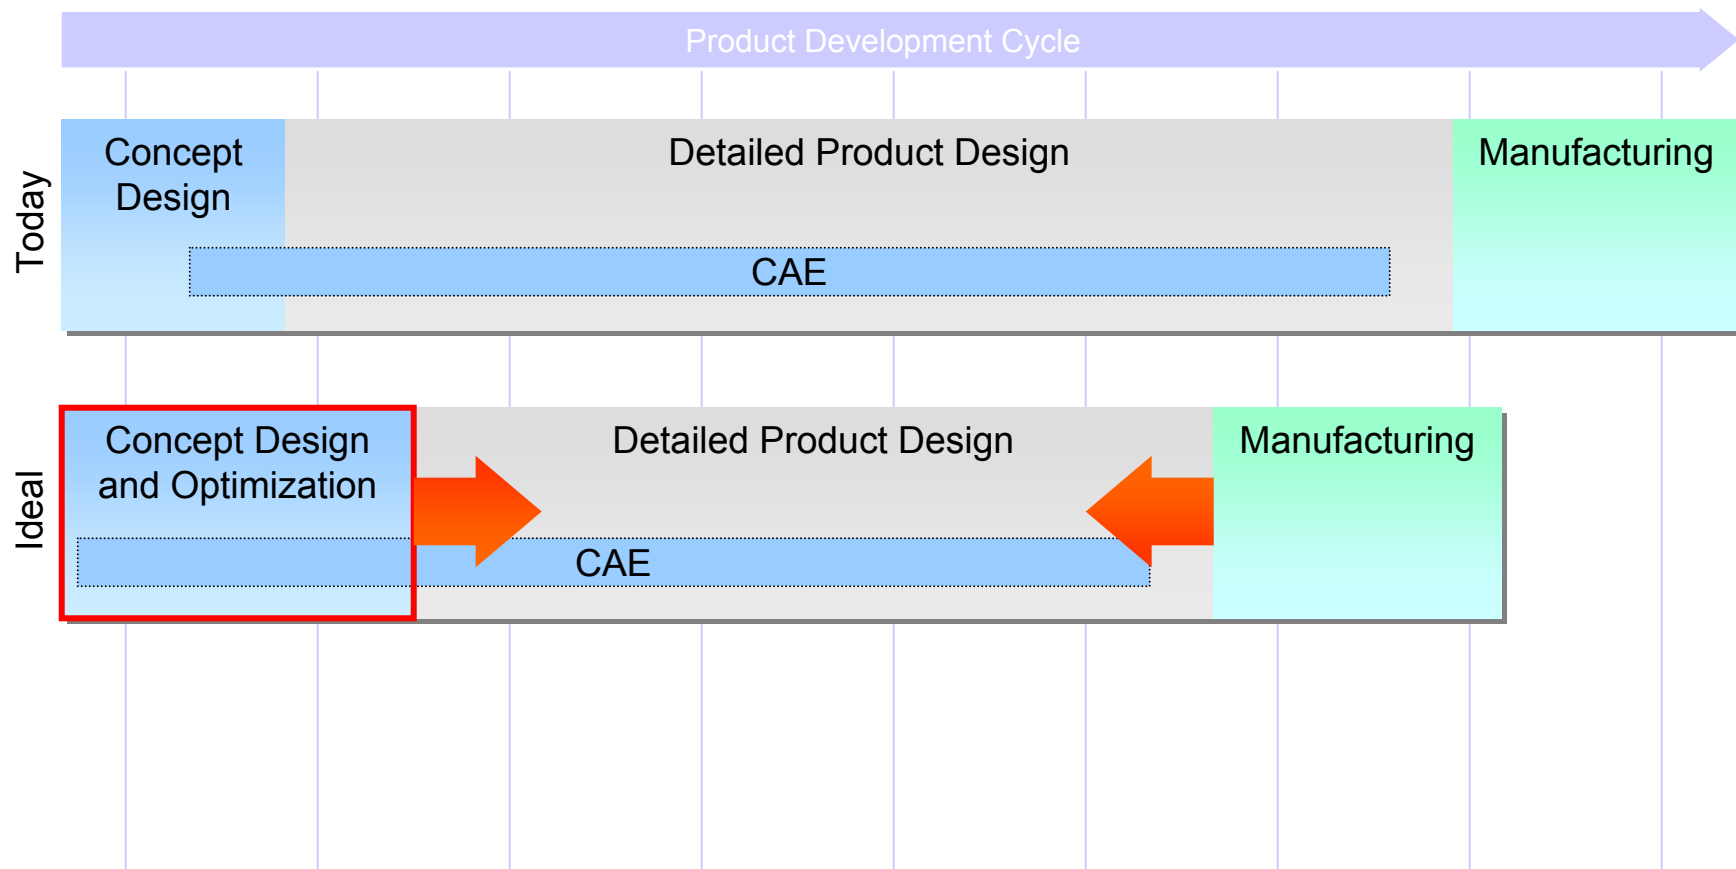 Product Development Cycle
Today
Concept
Design
Detailed Product Design
Manufacturing
CAE
Ideal
Concept Design
and Optimization
Detailed Product Design
Manufacturing
CAE